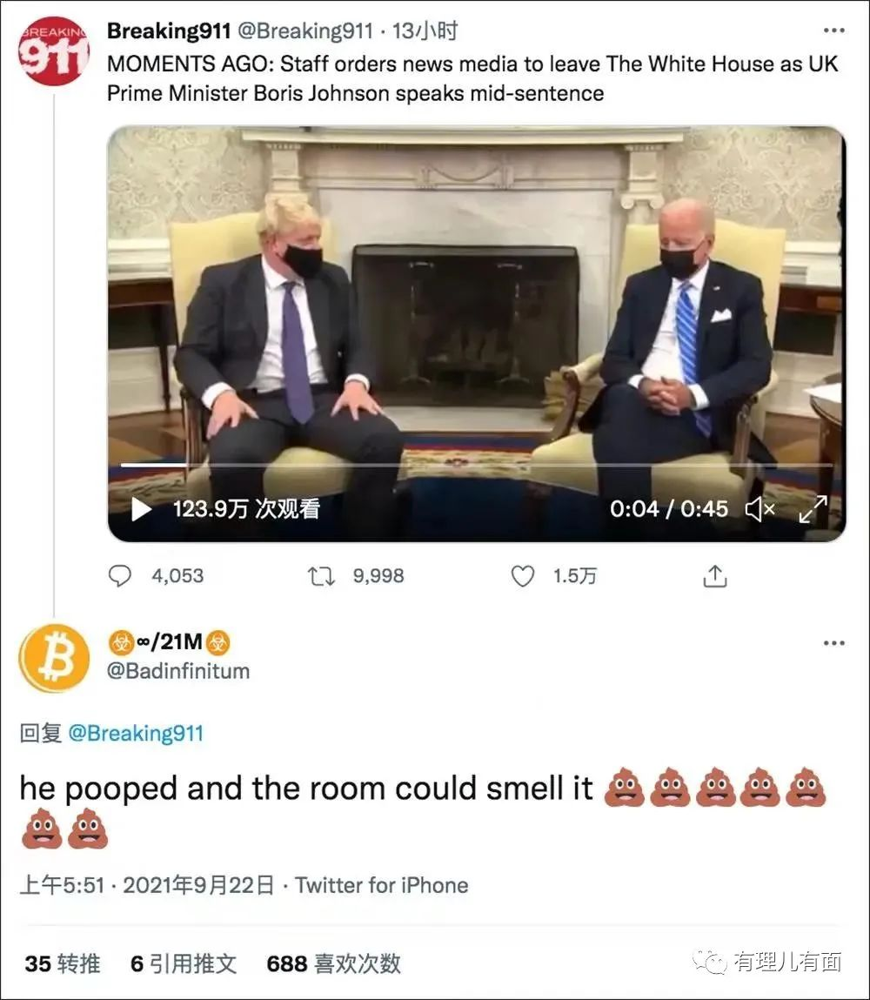 BREAKING
911
Breaking911 @Breaking911 · 13小时
MOMENTS AGO: Staff orders news media to leave The White House as UK
Prime Minister Boris Johnson speaks mid-sentence
123.9万 次观看
0:04 / 0:45
4,053
9,998
1.5万
☣∞/21M☣
@Badinfinitum
回复 @Breaking911
he pooped and the room could smell it 💩💩💩💩💩
💩💩
上午5:51 · 2021年9月22日 · Twitter for iPhone
35 转推 6 引用推文 688 喜欢次数
有理儿有面